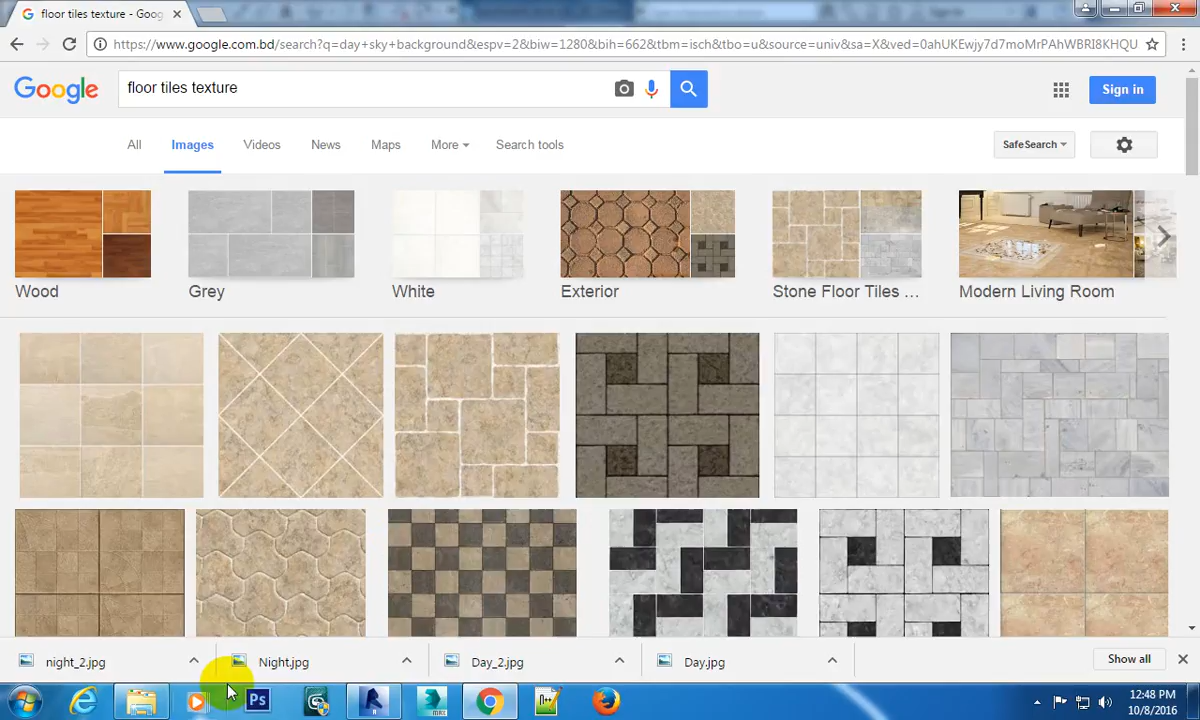 floor tiles texture - Goog
https://www.google.com.bd/search?q=day+sky+background&espv=2&biw=1280&bih=662&tbm=isch&tbo=u&source=univ&sa=X&ved=0ahUKEwjy7d7moMrPAhWBRI8KHQU
Google
floor tiles texture
Sign in
All Images Videos News Maps More Search tools
SafeSearch
Wood Grey White Exterior Stone Floor Tiles ... Modern Living Room
night_2.jpg Night.jpg Day_2.jpg Day.jpg Show all
Ps
12:48 PM
10/8/2016